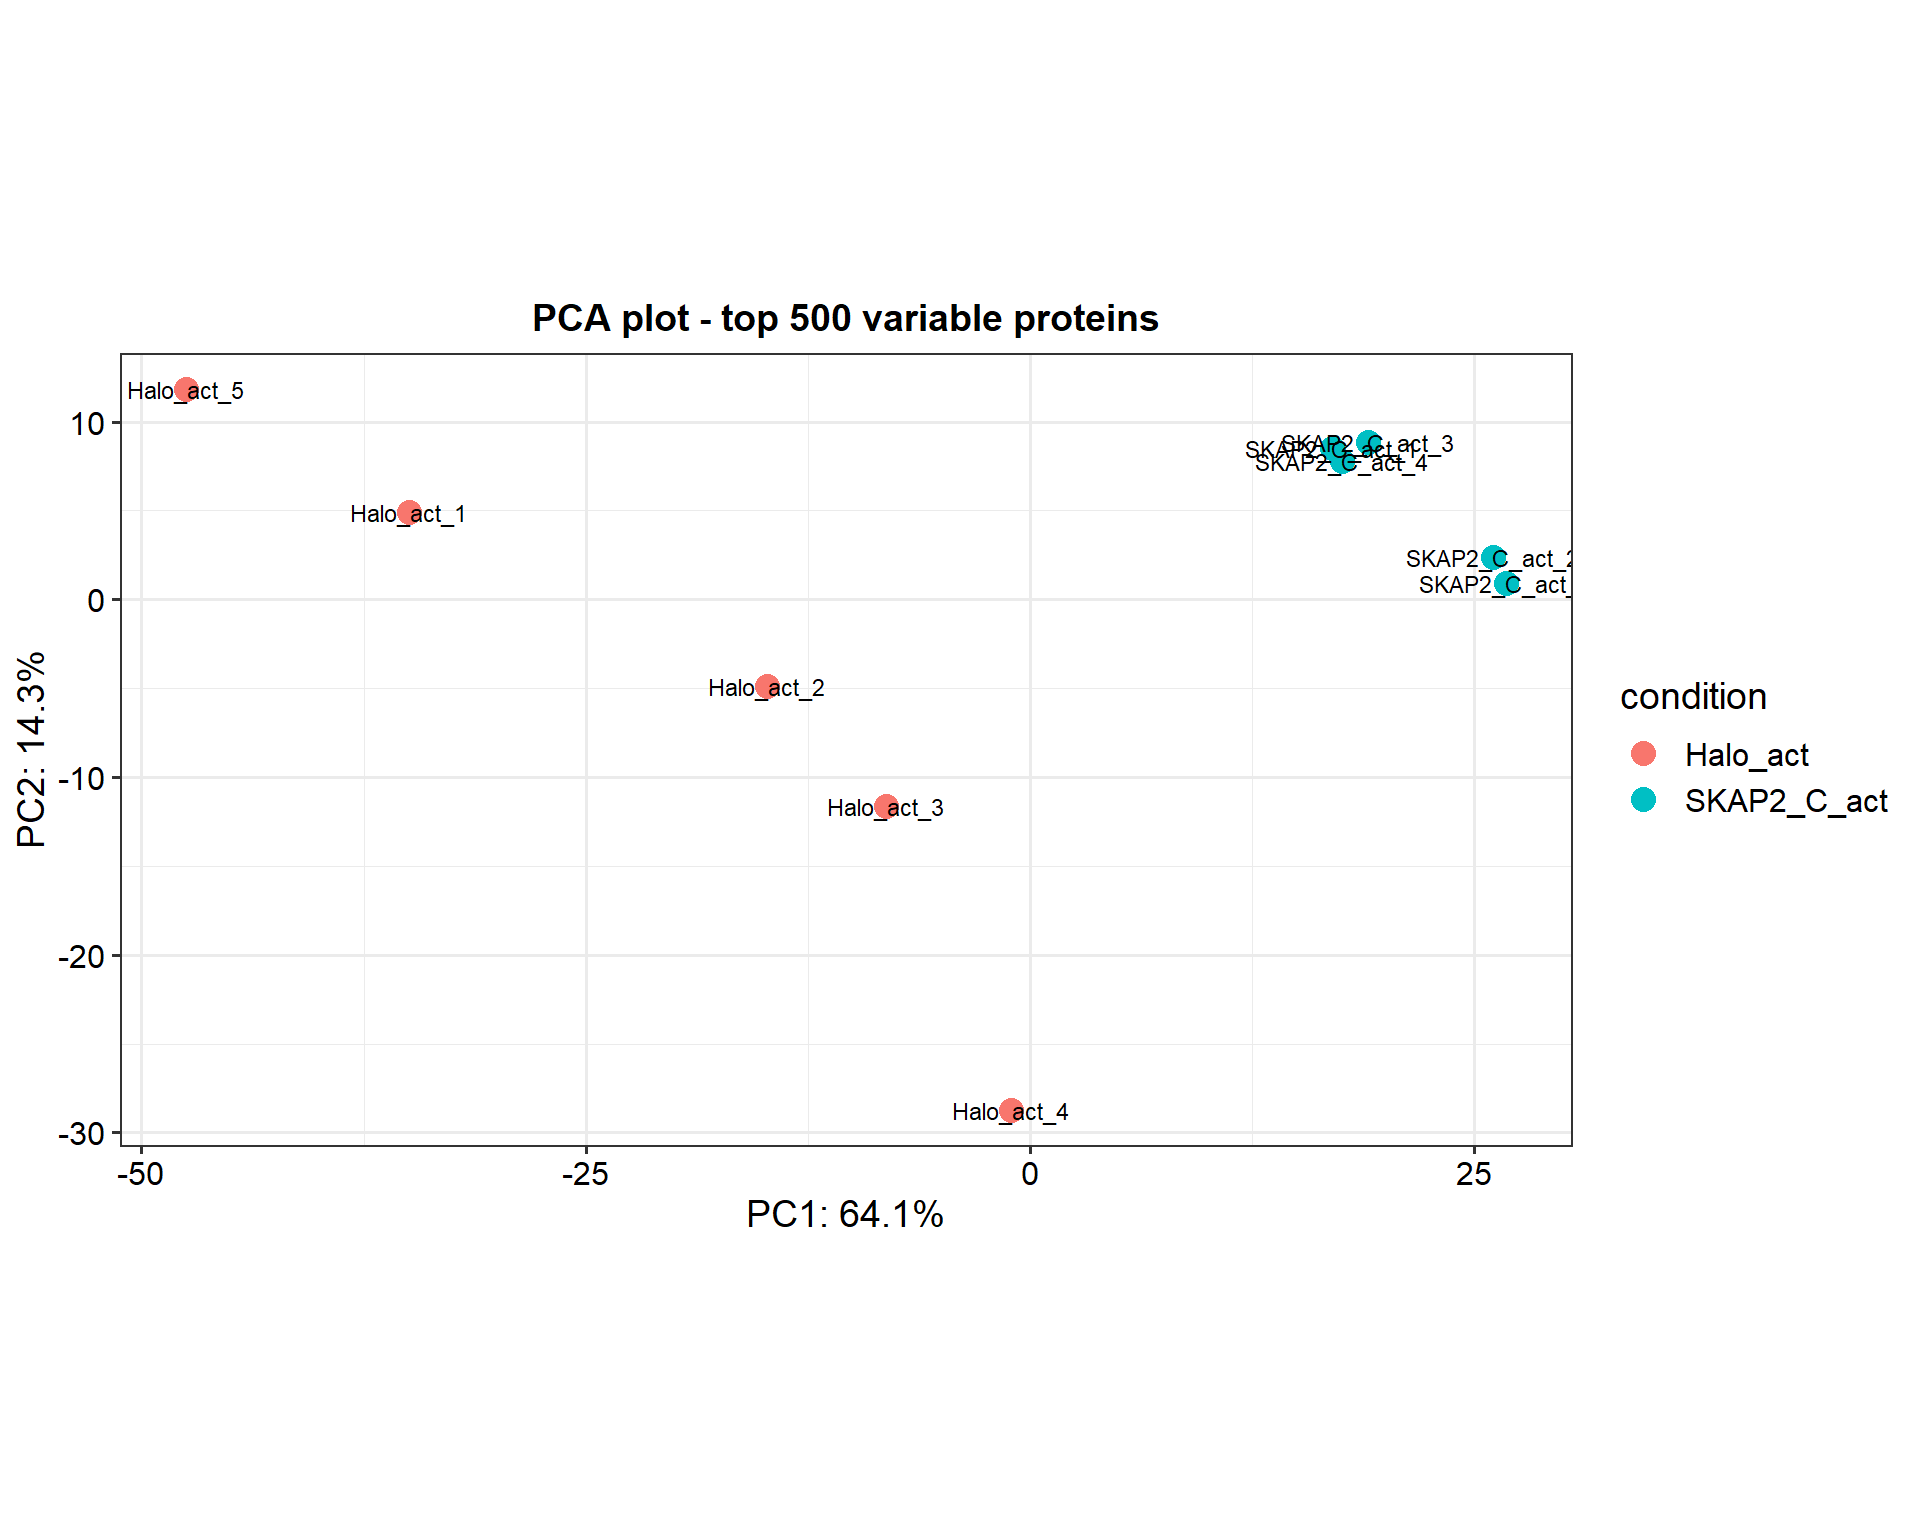 PCA plot - top 500 variable proteins
Halo_act_5
10
SKAP2_C_act_3
SKAP2_C_act_1
SKAP2_C_act_4
Halo_act_1
SKAP2_C_act_2
SKAP2_C_act_
0
Halo_act_2
-10
Halo_act_3
-20
Halo_act_4
-30
-50
-25
0
25
PC1: 64.1%
PC2: 14.3%
condition
Halo_act
SKAP2_C_act